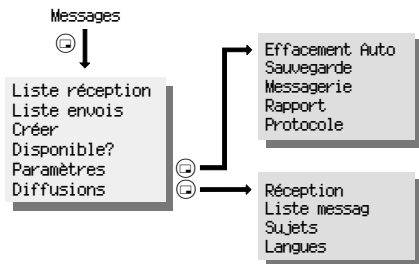 Messages
Liste réception
Liste envois
Créer
Disponible?
Paramètres
Diffusions
Effacement Auto
Sauvegarde
Messagerie
Rapport
Protocole
Réception
Liste messag
Sujets
Langues